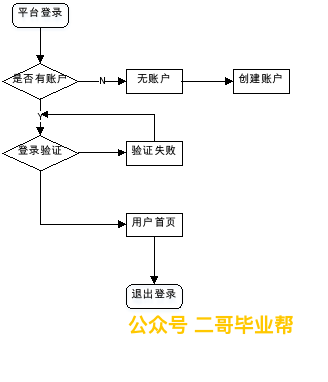 平台登录
是否有账户
N
无账户
创建账户
Y
登录验证
验证失败
用户首页
退出登录
公众号 二哥毕业帮